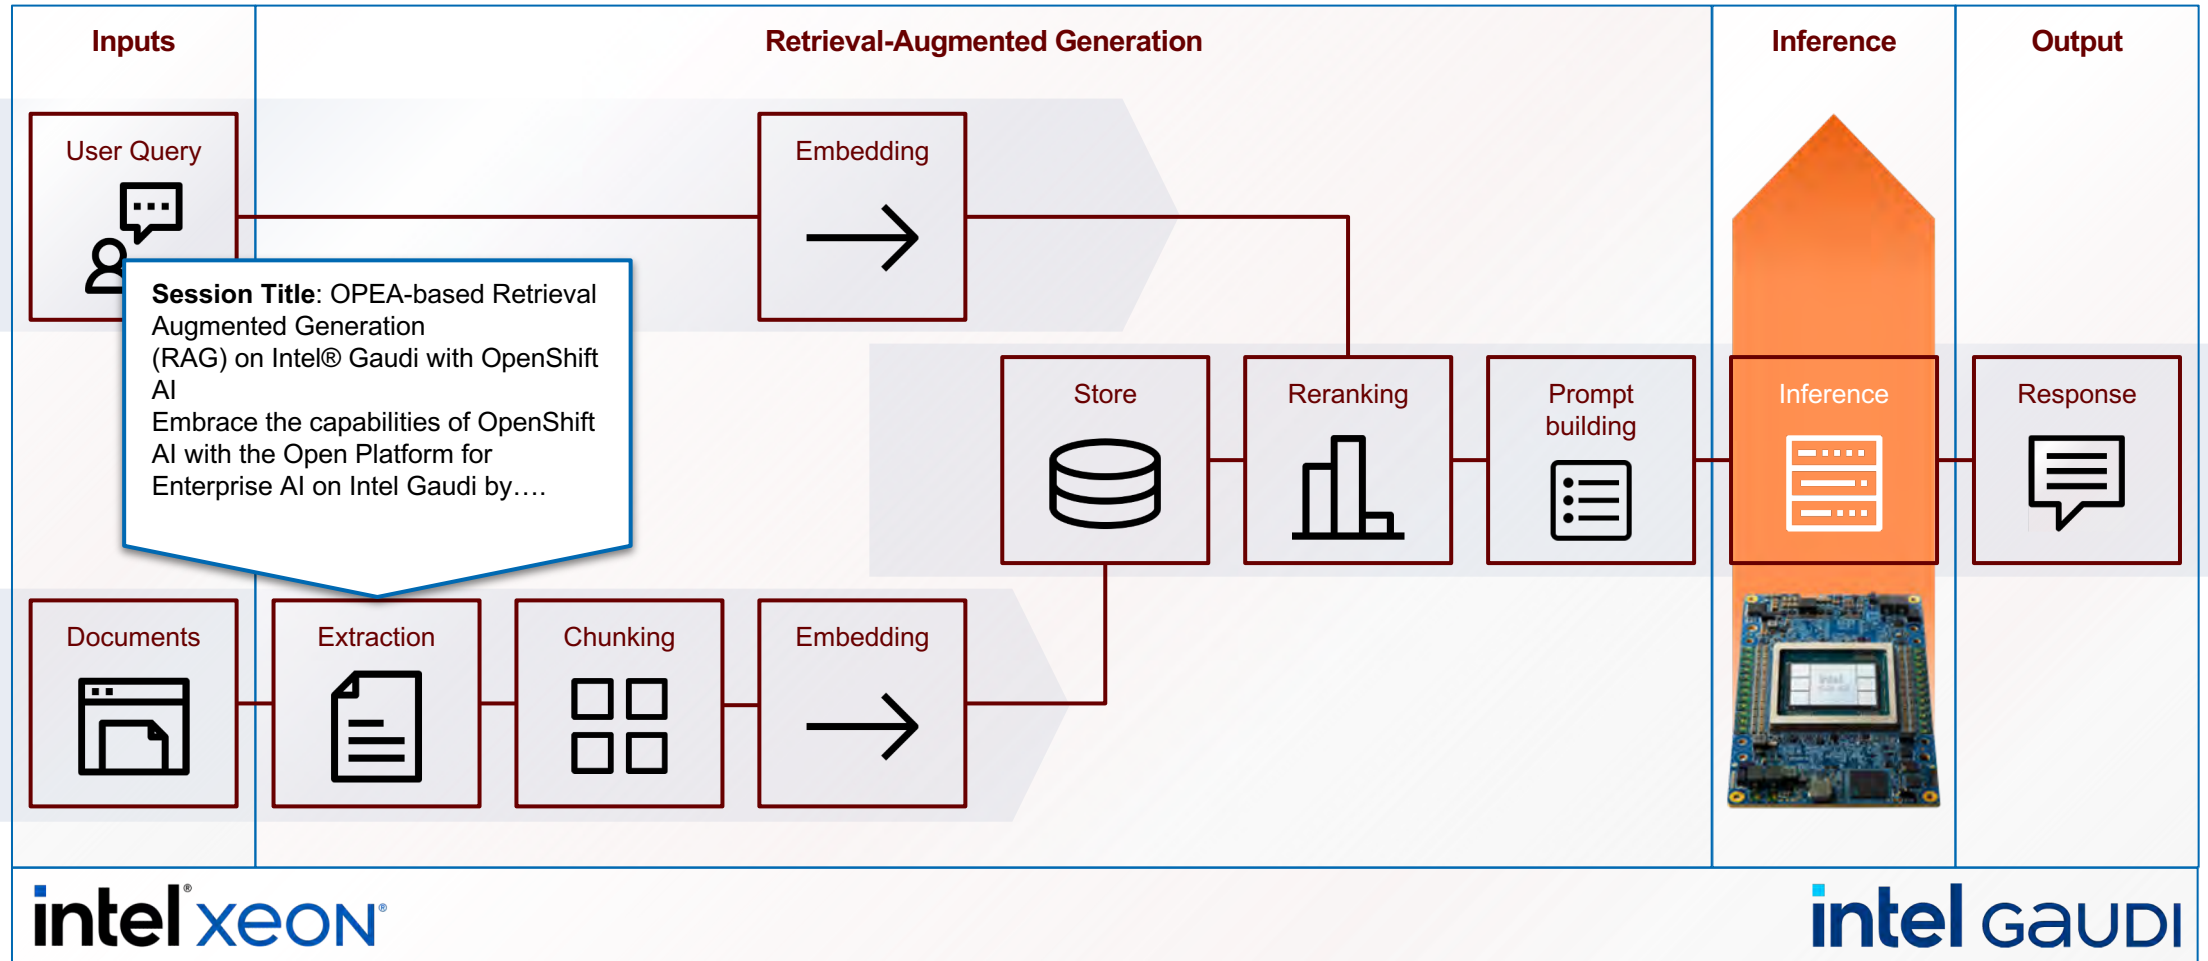 Inputs
Retrieval-Augmented Generation
Inference
Output
User Query
Embedding
Session Title: OPEA-based Retrieval
Augmented Generation
(RAG) on Intel® Gaudi with OpenShift
AI
Embrace the capabilities of OpenShift
AI with the Open Platform for
Enterprise AI on Intel Gaudi by….
Store
Reranking
Prompt
building
Inference
Response
Documents
Extraction
Chunking
Embedding
intel® xeon®
intel gaudi